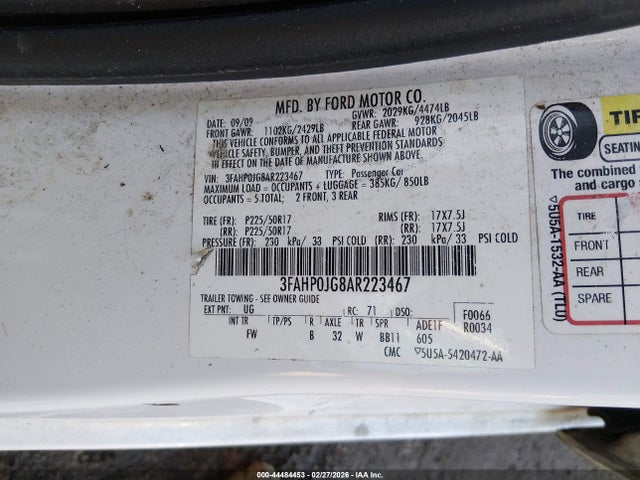 MFD. BY FORD MOTOR CO.
DATE: 09/09 GVWR: 2029KG/4474LB
FRONT GAWR: 1102KG/2429LB REAR GAWR: 928KG/2045LB
THIS VEHICLE CONFORMS TO ALL APPLICABLE FEDERAL MOTOR
VEHICLE SAFETY, BUMPER, AND THEFT PREVENTION STANDARDS
IN EFFECT ON THE DATE OF MANUFACTURE SHOWN ABOVE.
VIN: 3FAHP0JG8AR223467 TYPE: Passenger Car
MAXIMUM LOAD = OCCUPANTS + LUGGAGE = 385KG/ 850LB
OCCUPANTS = 5.TOTAL: 2 FRONT, 3 REAR
TIRE (FR): P225/50R17 RIMS (FR): 17X7.5J
(RR): P225/50R17 (RR): 17X7.5J
PRESSURE (FR): 230 kPa/ 33 PSI COLD (RR): 230 kPa/ 33 PSI COLD
3FAHP0JG8AR223467
TRAILER TOWING - SEE OWNER GUIDE
EXT PNT: UG RC: 71 DSO: F0066
INT TR TP/PS R AXLE TR SPR ADE1F R0034
FW B 32 W BB11 605
CMC ▽5U5A-5420472-AA
TIR
SEATING
The combined
and cargo
TIRE
FRONT
REAR
SPARE
▽5U5A-1532-AA (TL0)
000-44484453 (02/27/2026 - IAA Inc.